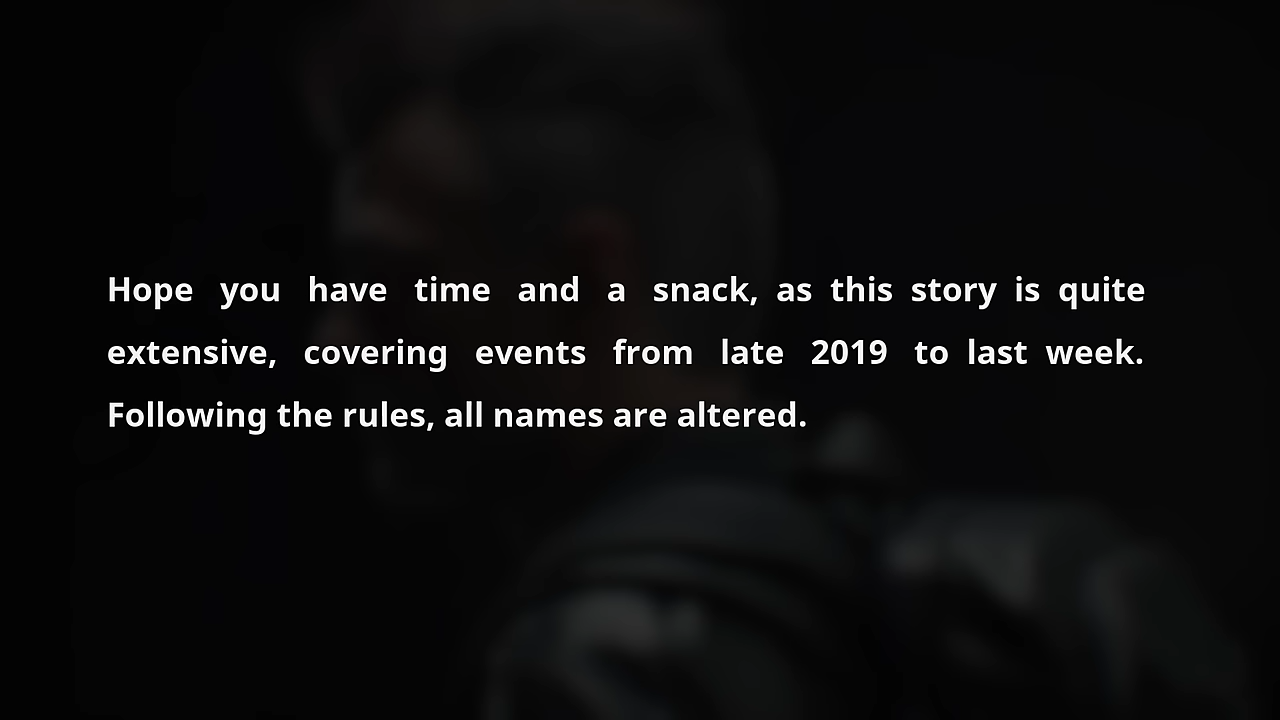 Hope you have time and a snack, as this story is quite
extensive, covering events from late 2019 to last week.
Following the rules, all names are altered.